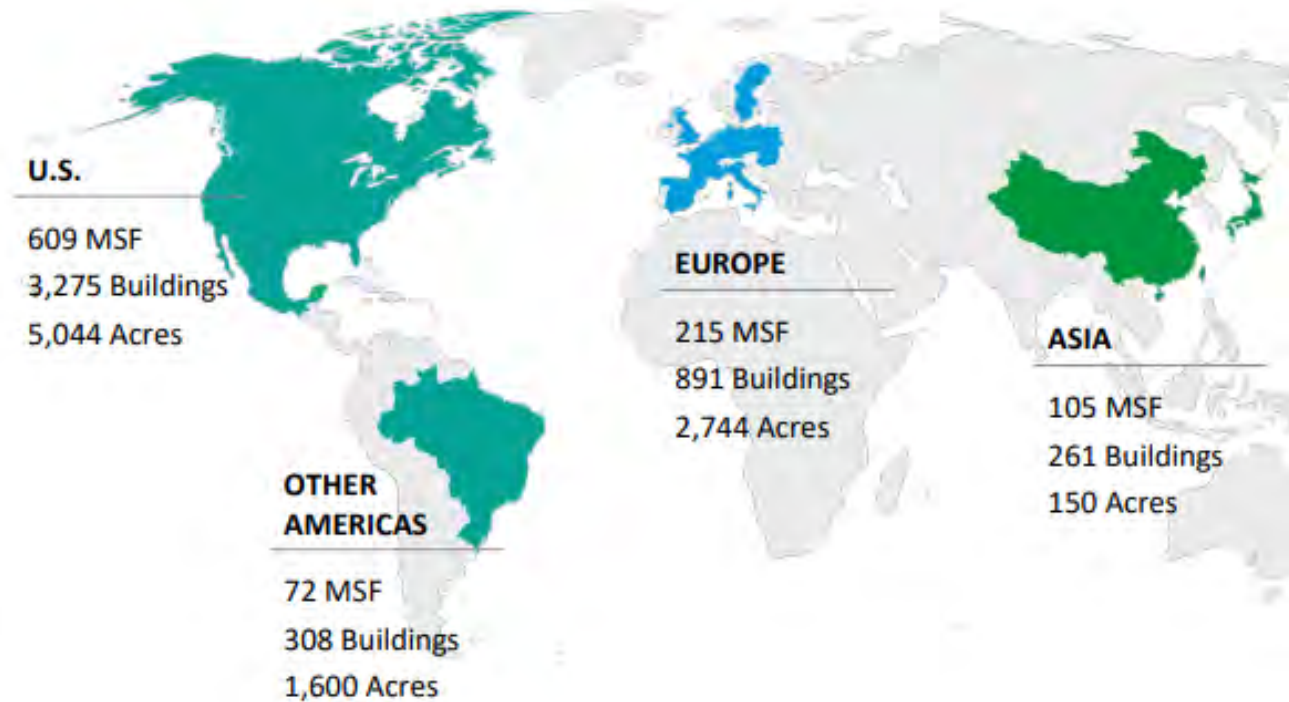 U.S.
609 MSF
3,275 Buildings
5,044 Acres
OTHER
AMERICAS
72 MSF
308 Buildings
1,600 Acres
EUROPE
215 MSF
891 Buildings
2,744 Acres
ASIA
105 MSF
261 Buildings
150 Acres